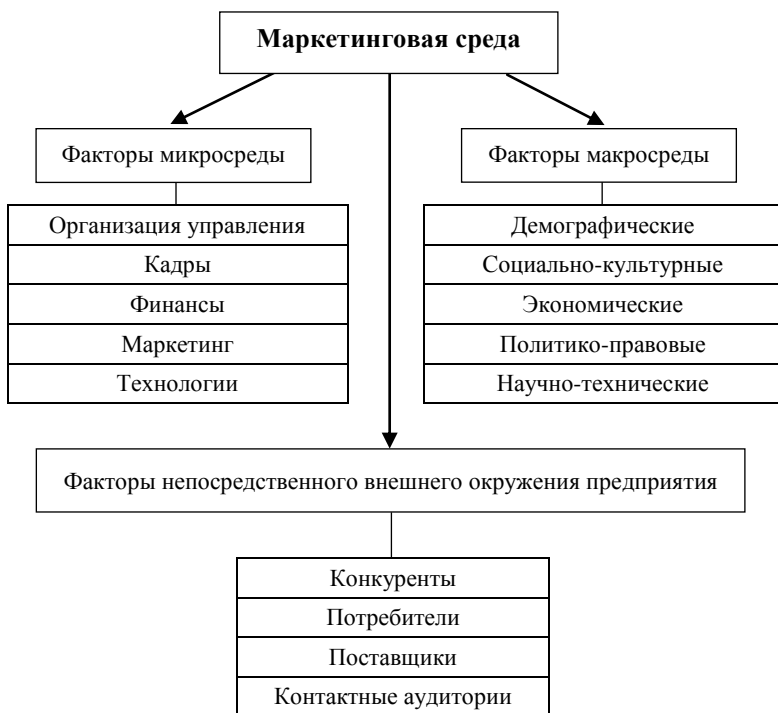 Маркетинговая среда
Факторы микросреды
Организация управления
Кадры
Финансы
Маркетинг
Технологии
Факторы макросреды
Демографические
Социально-культурные
Экономические
Политико-правовые
Научно-технические
Факторы непосредственного внешнего окружения предприятия
Конкуренты
Потребители
Поставщики
Контактные аудитории